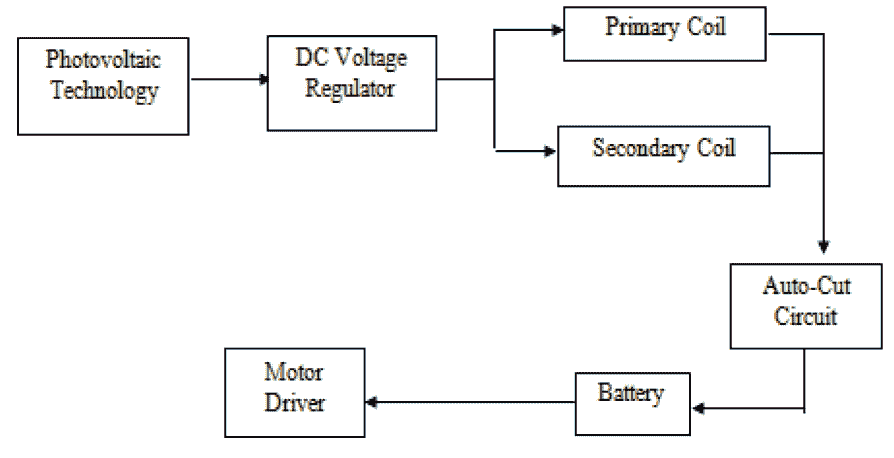 Photovoltaic
Technology
DC Voltage
Regulator
Primary Coil
Secondary Coil
Auto-Cut
Circuit
Battery
Motor
Driver